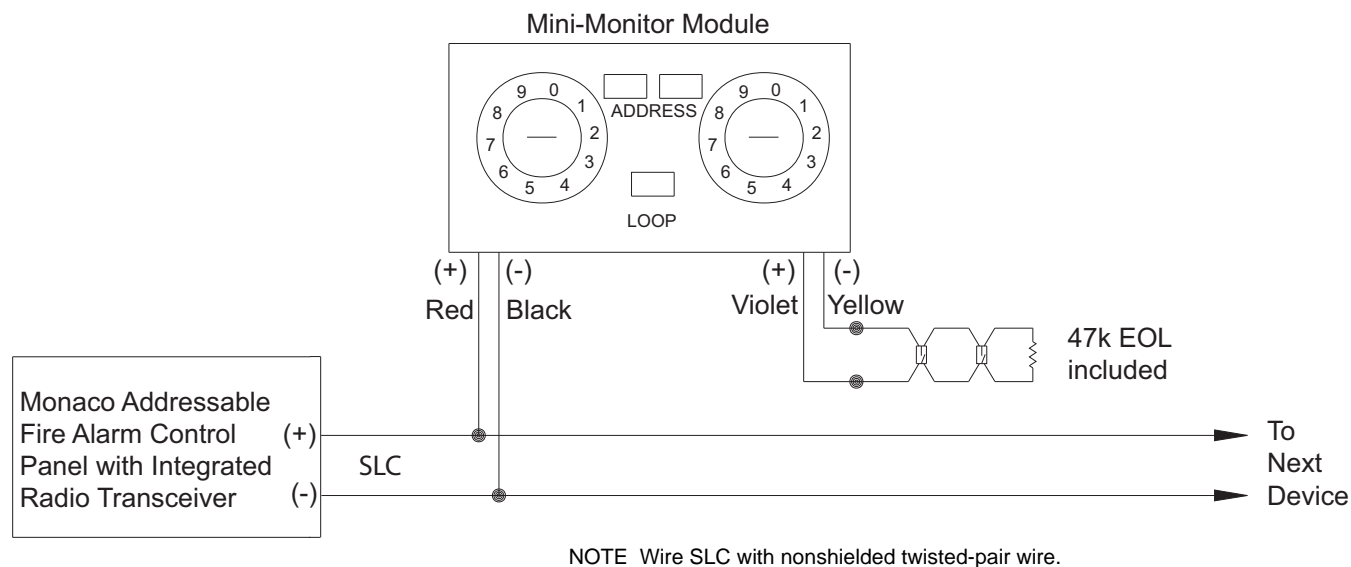 Mini-Monitor Module
9 0 1 2 3 4 5 6 7 8
ADDRESS
9 0 1 2 3 4 5 6 7 8
LOOP
(+) (-)
Red Black
(+) (-)
Violet Yellow
47k EOL
included
Monaco Addressable
Fire Alarm Control (+)
Panel with Integrated
Radio Transceiver (-)
SLC
To
Next
Device
NOTE Wire SLC with nonshielded twisted-pair wire.